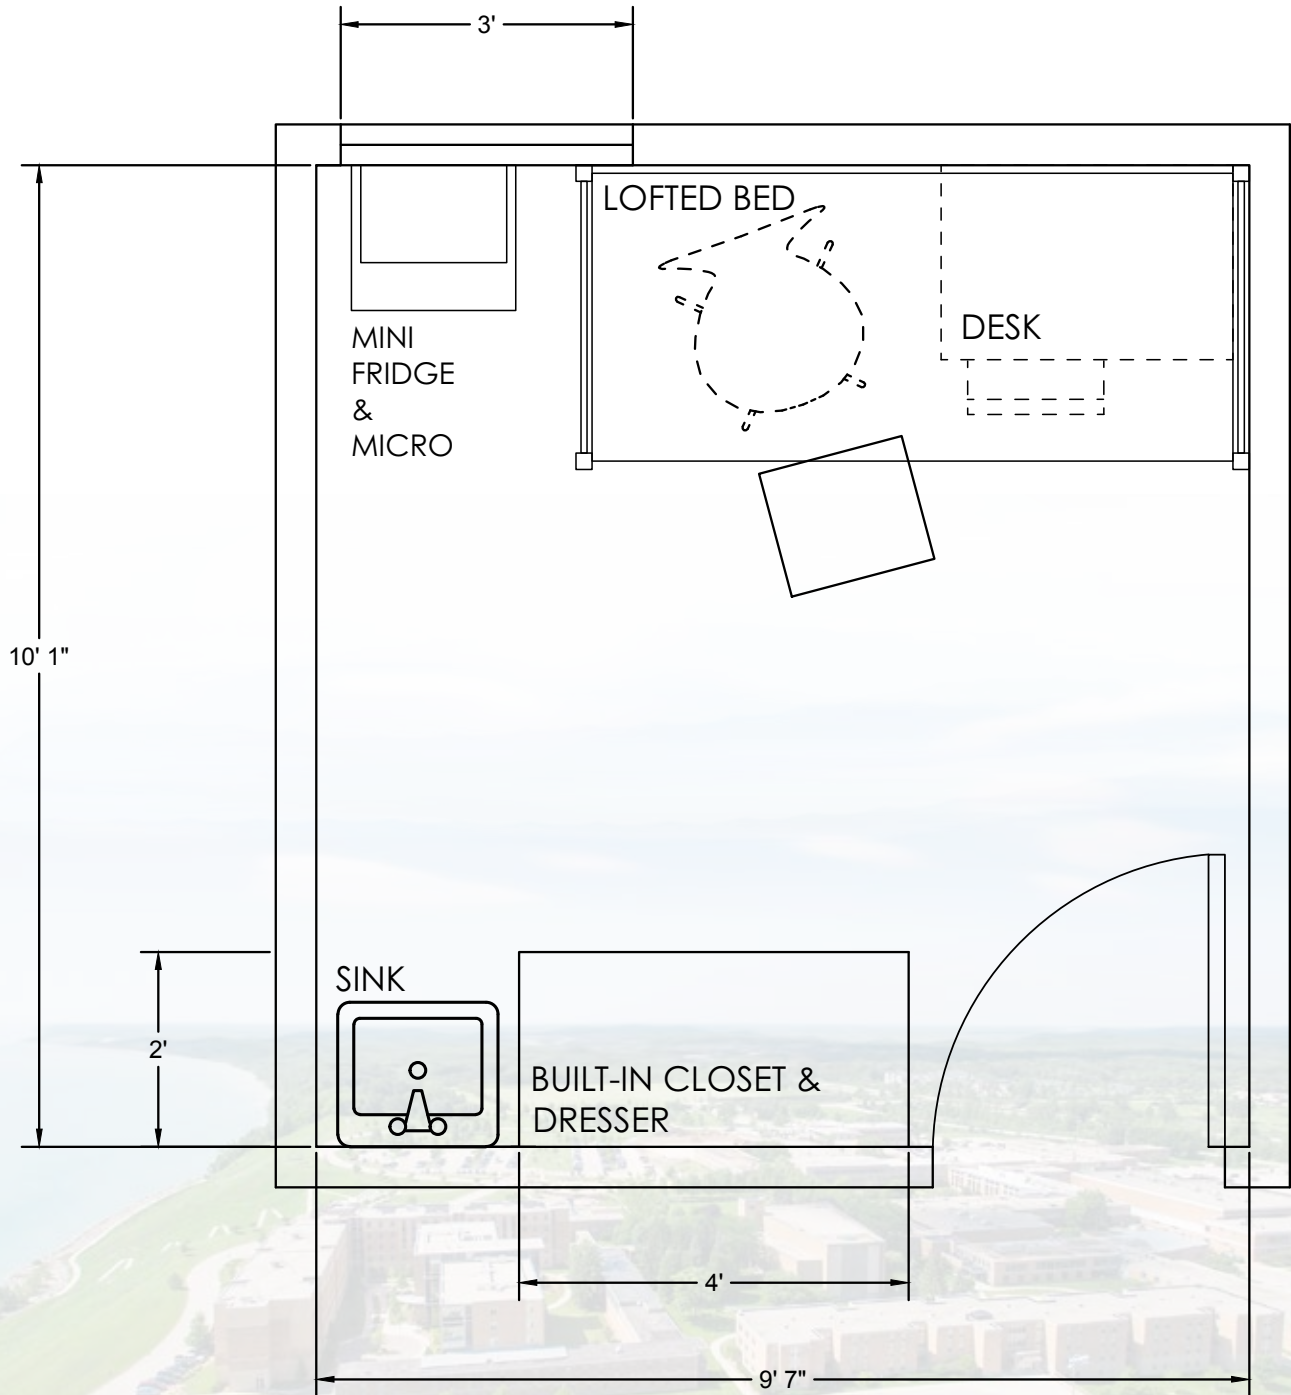 3'
LOFTED BED
DESK
MINI
FRIDGE
&
MICRO
10' 1"
SINK
2'
BUILT-IN CLOSET &
DRESSER
4'
9' 7"